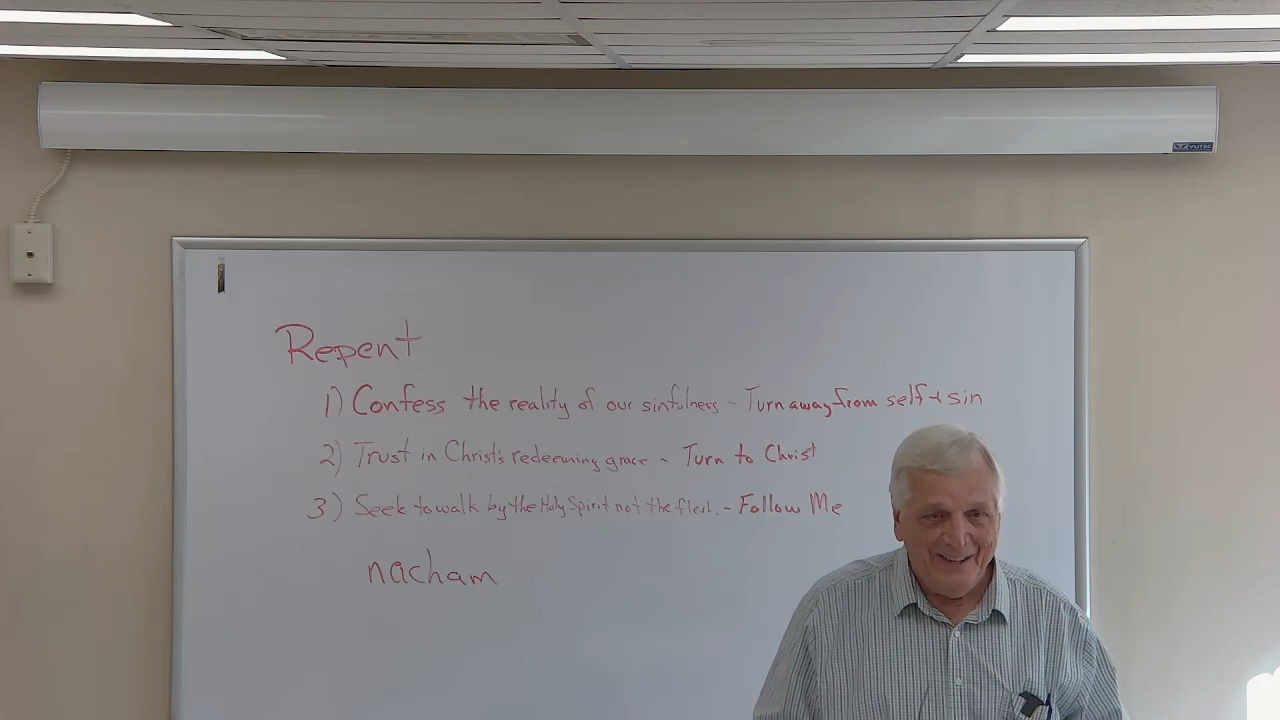 VUTEC
Repent
1) Confess the reality of our sinfulness - Turn away from self + sin
2) Trust in Christ's redeeming grace - Turn to Christ
3) Seek to walk by the Holy Spirit not the flesh. - Follow Me
nacham